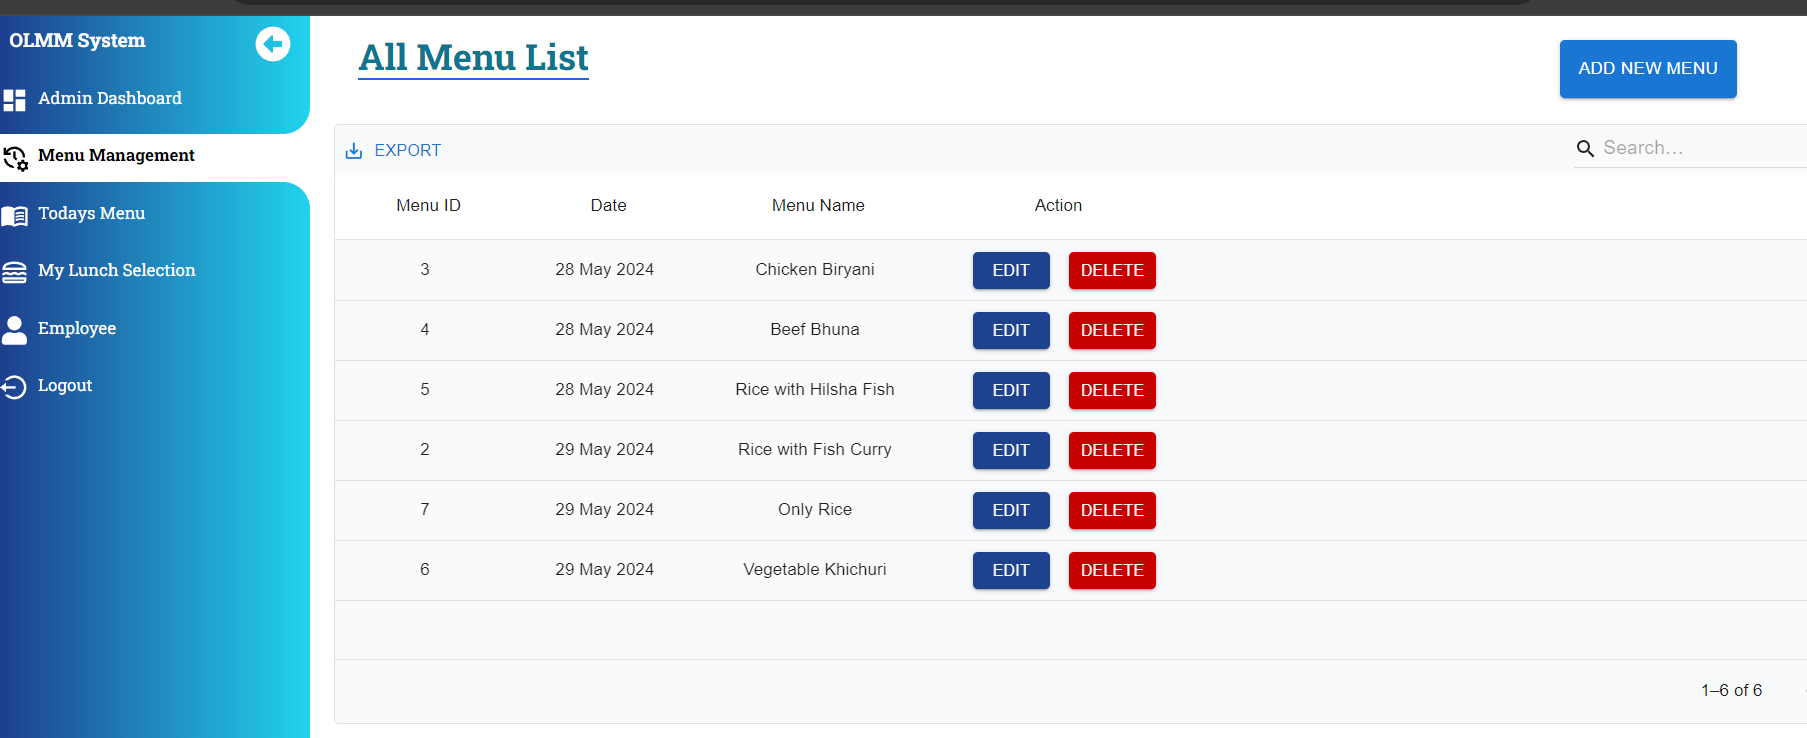 OLMM System
Admin Dashboard
Menu Management
Todays Menu
My Lunch Selection
Employee
Logout
All Menu List
ADD NEW MENU
EXPORT
Search…
Menu ID Date Menu Name Action
3 28 May 2024 Chicken Biryani EDIT DELETE
4 28 May 2024 Beef Bhuna EDIT DELETE
5 28 May 2024 Rice with Hilsha Fish EDIT DELETE
2 29 May 2024 Rice with Fish Curry EDIT DELETE
7 29 May 2024 Only Rice EDIT DELETE
6 29 May 2024 Vegetable Khichuri EDIT DELETE
1–6 of 6